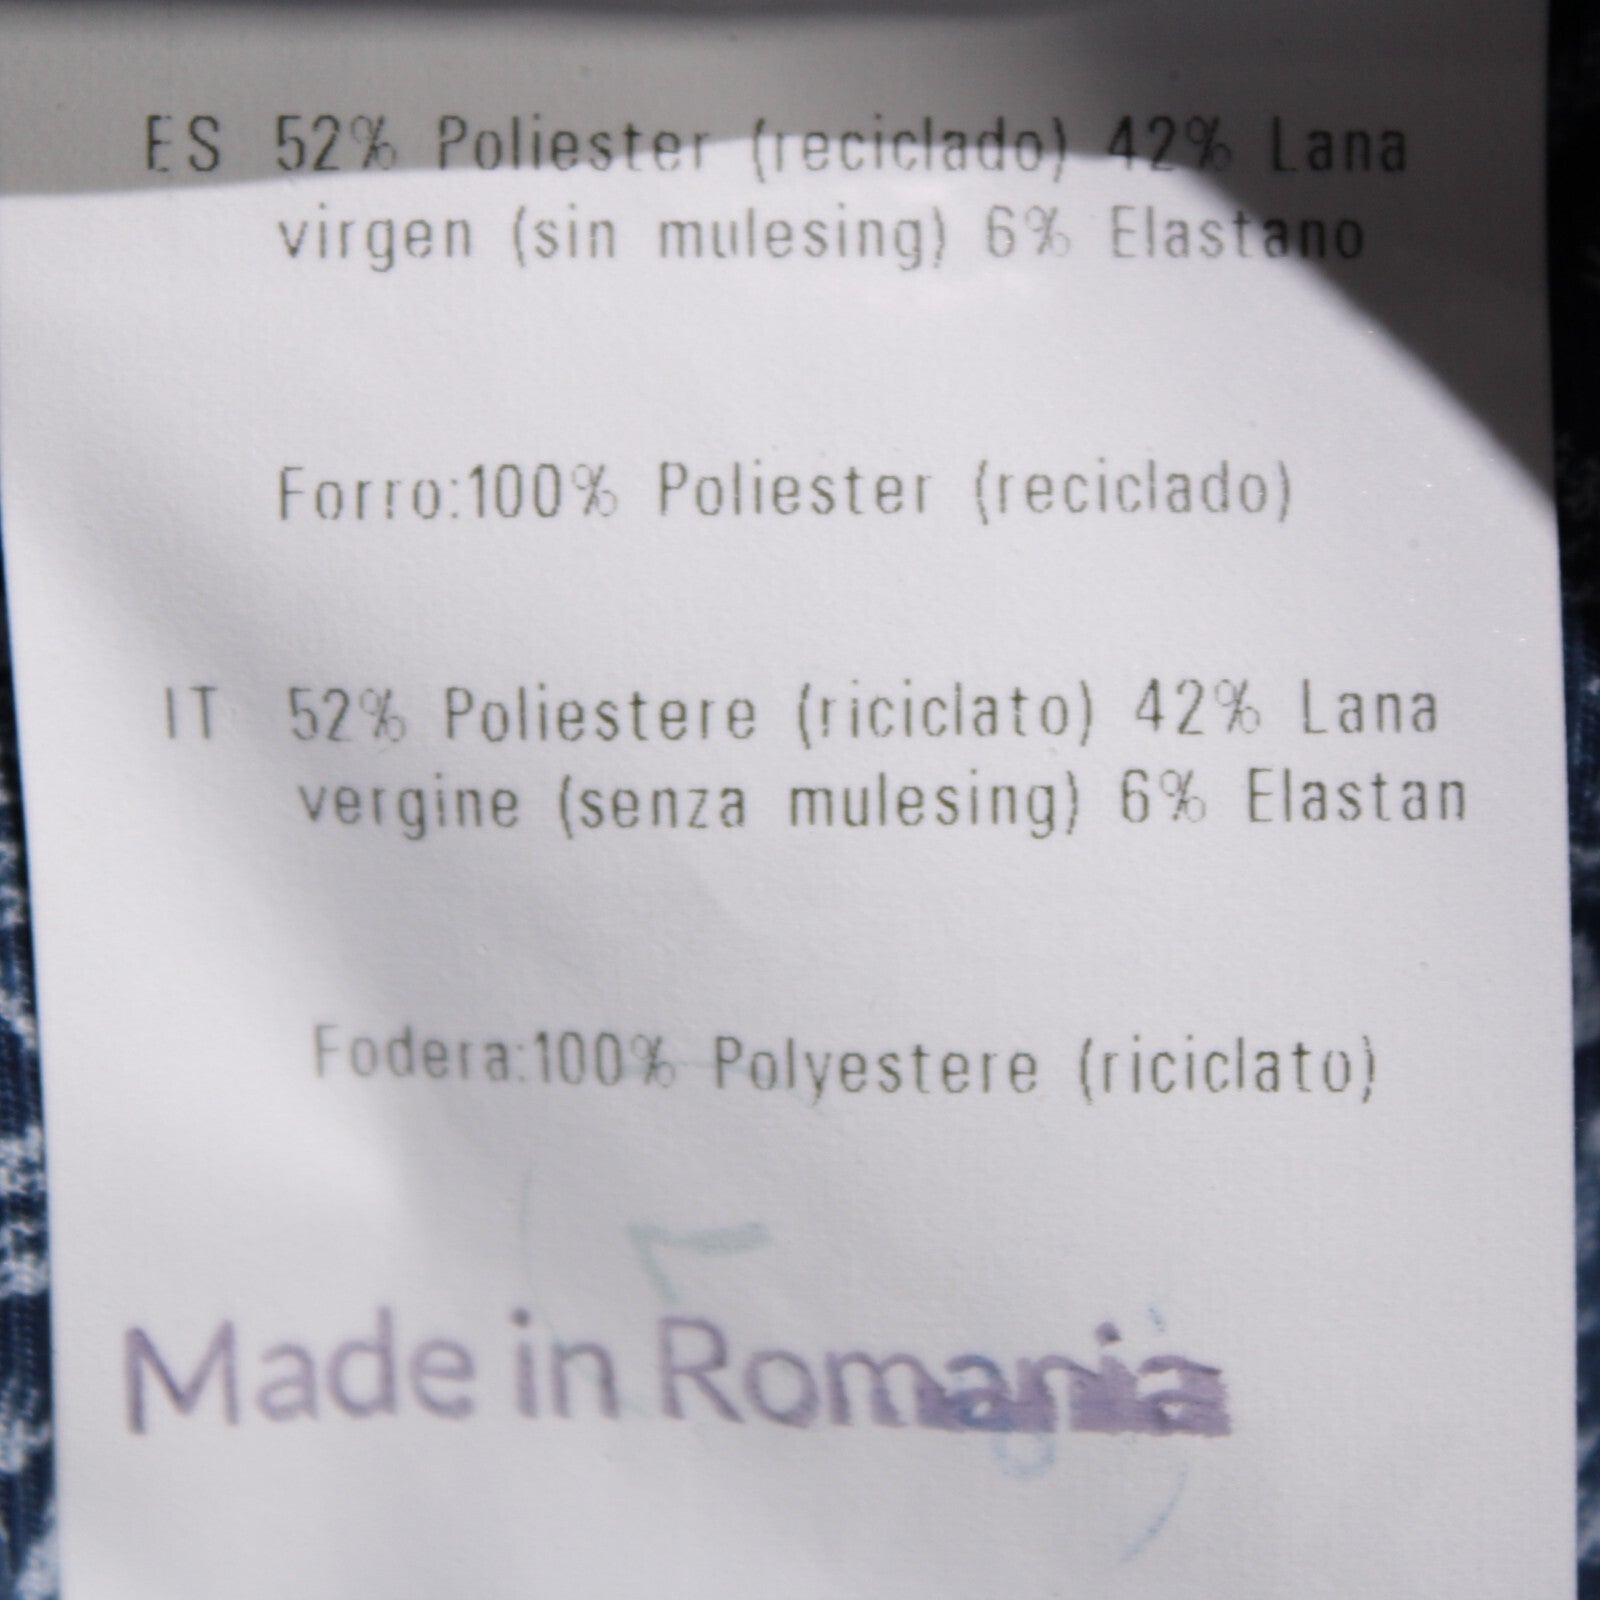 ES 52% Poliester (reciclado) 42% Lana
virgen (sin mulesing) 6% Elastano
Forro:100% Poliester (reciclado)
IT 52% Poliestere (riciclato) 42% Lana
vergine (senza mulesing) 6% Elastan
Fodera:100% Polyestere (riciclato)
Made in Romania